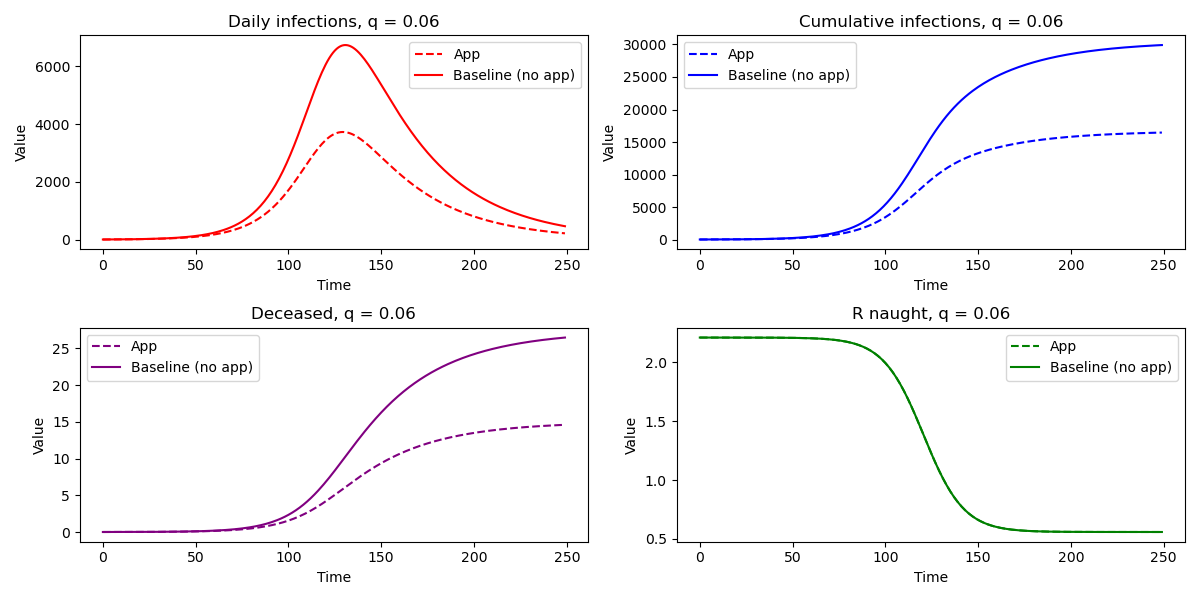 Daily infections, q = 0.06
Value
6000
4000
2000
0
App
Baseline (no app)
0 50 100 150 200 250
Time
Cumulative infections, q = 0.06
Value
30000
25000
20000
15000
10000
5000
0
App
Baseline (no app)
0 50 100 150 200 250
Time
Deceased, q = 0.06
Value
25
20
15
10
5
0
App
Baseline (no app)
0 50 100 150 200 250
Time
R naught, q = 0.06
Value
2.0
1.5
1.0
0.5
App
Baseline (no app)
0 50 100 150 200 250
Time